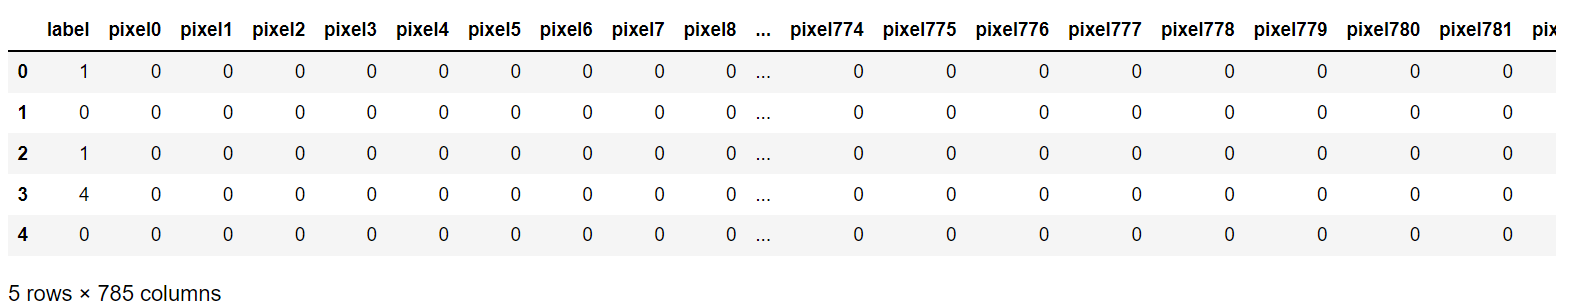 label pixel0 pixel1 pixel2 pixel3 pixel4 pixel5 pixel6 pixel7 pixel8 ... pixel774 pixel775 pixel776 pixel777 pixel778 pixel779 pixel780 pixel781 pix
0 1 0 0 0 0 0 0 0 0 0 ... 0 0 0 0 0 0 0 0
1 0 0 0 0 0 0 0 0 0 0 ... 0 0 0 0 0 0 0 0
2 1 0 0 0 0 0 0 0 0 0 ... 0 0 0 0 0 0 0 0
3 4 0 0 0 0 0 0 0 0 0 ... 0 0 0 0 0 0 0 0
4 0 0 0 0 0 0 0 0 0 0 ... 0 0 0 0 0 0 0 0
5 rows × 785 columns